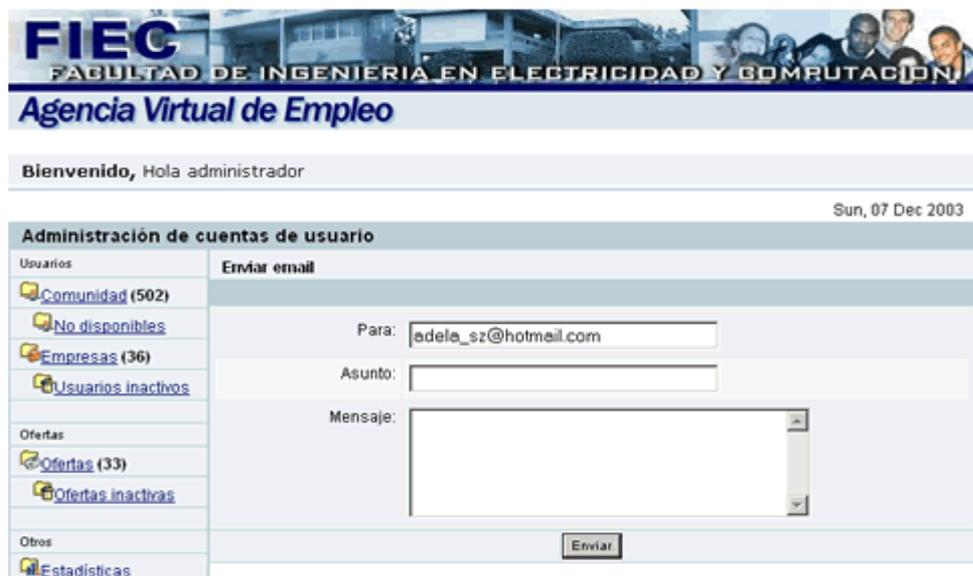 FIEC
FACULTAD DE INGENIERIA EN ELECTRICIDAD Y COMPUTACION
Agencia Virtual de Empleo
Bienvenido, Hola administrador
Sun, 07 Dec 2003
Administración de cuentas de usuario
Usuarios
Comunidad (502)
No disponibles
Empresas (36)
Usuarios inactivos
Ofertas
Ofertas (33)
Ofertas inactivas
Otros
Estadísticas
Enviar email
Para: adela_sz@hotmail.com
Asunto:
Mensaje:
Enviar